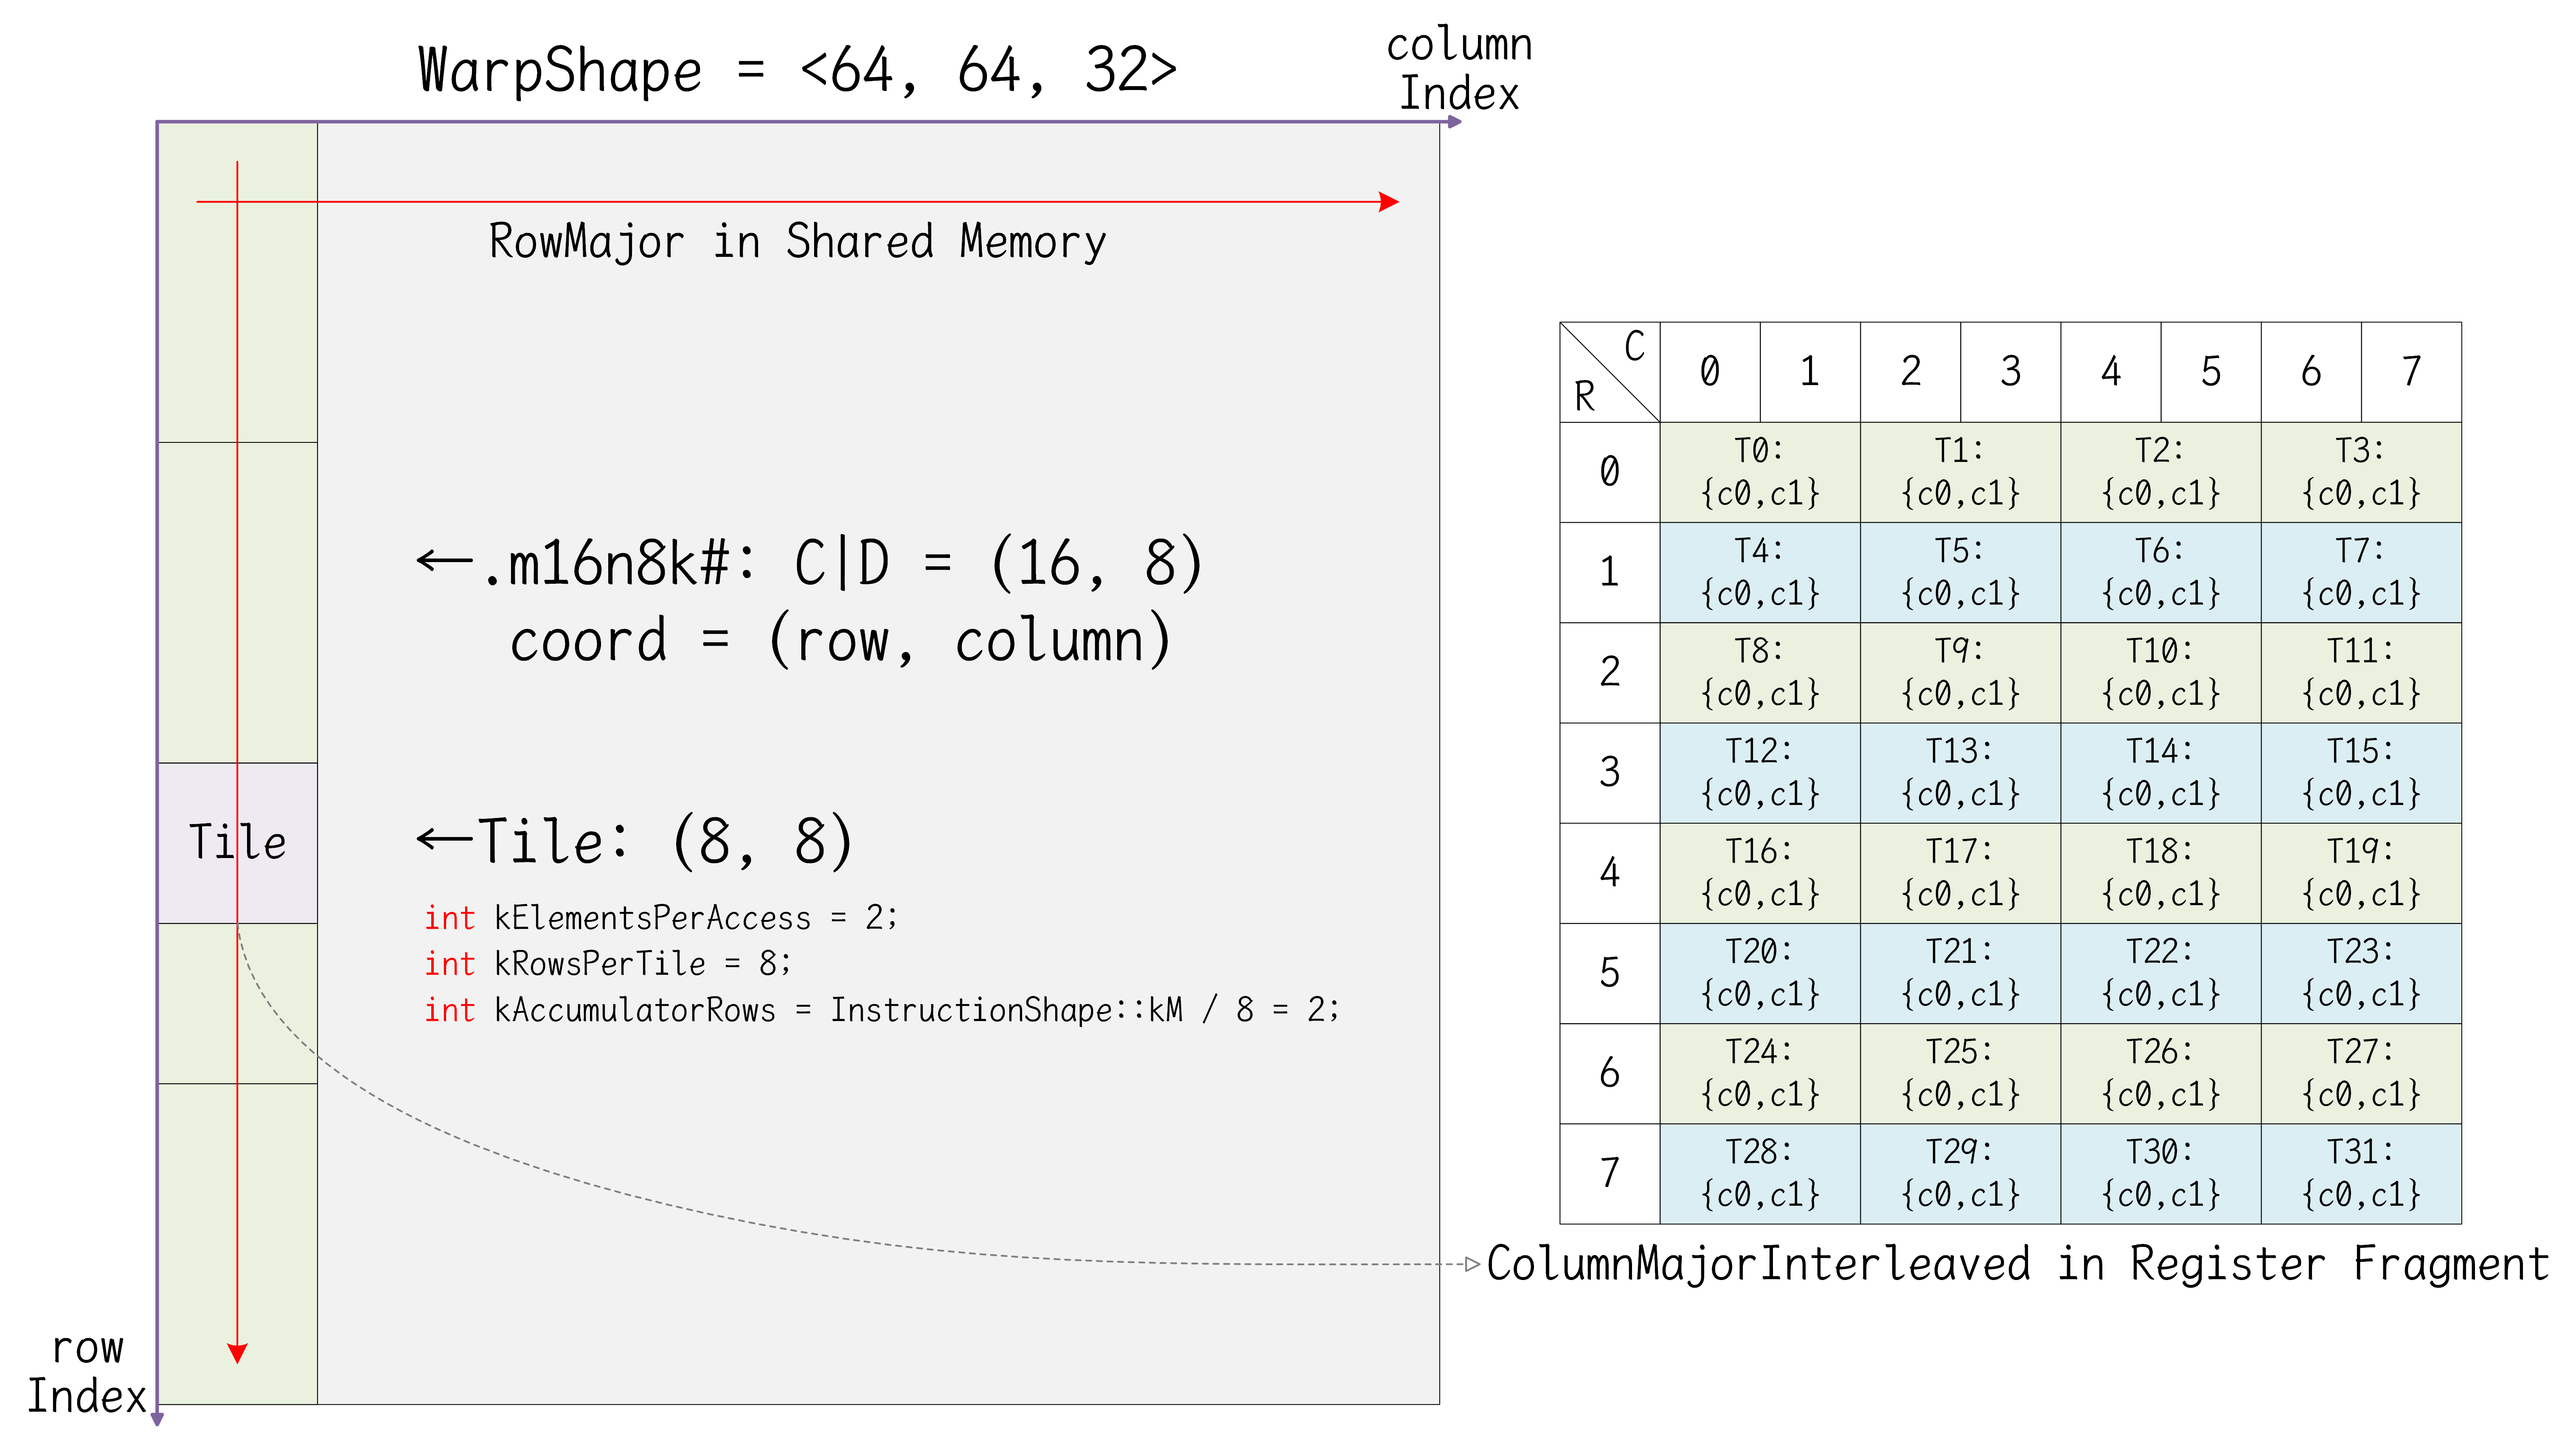 WarpShape = <64, 64, 32>
column
Index
RowMajor in Shared Memory
←.m16n8k#: C|D = (16, 8)
coord = (row, column)
Tile
←Tile: (8, 8)
int kElementsPerAccess = 2;
int kRowsPerTile = 8;
int kAccumulatorRows = InstructionShape::kM / 8 = 2;
row
Index
C
R
0 1 2 3 4 5 6 7
0
T0: T1: T2: T3:
{c0,c1} {c0,c1} {c0,c1} {c0,c1}
1
T4: T5: T6: T7:
{c0,c1} {c0,c1} {c0,c1} {c0,c1}
2
T8: T9: T10: T11:
{c0,c1} {c0,c1} {c0,c1} {c0,c1}
3
T12: T13: T14: T15:
{c0,c1} {c0,c1} {c0,c1} {c0,c1}
4
T16: T17: T18: T19:
{c0,c1} {c0,c1} {c0,c1} {c0,c1}
5
T20: T21: T22: T23:
{c0,c1} {c0,c1} {c0,c1} {c0,c1}
6
T24: T25: T26: T27:
{c0,c1} {c0,c1} {c0,c1} {c0,c1}
7
T28: T29: T30: T31:
{c0,c1} {c0,c1} {c0,c1} {c0,c1}
ColumnMajorInterleaved in Register Fragment